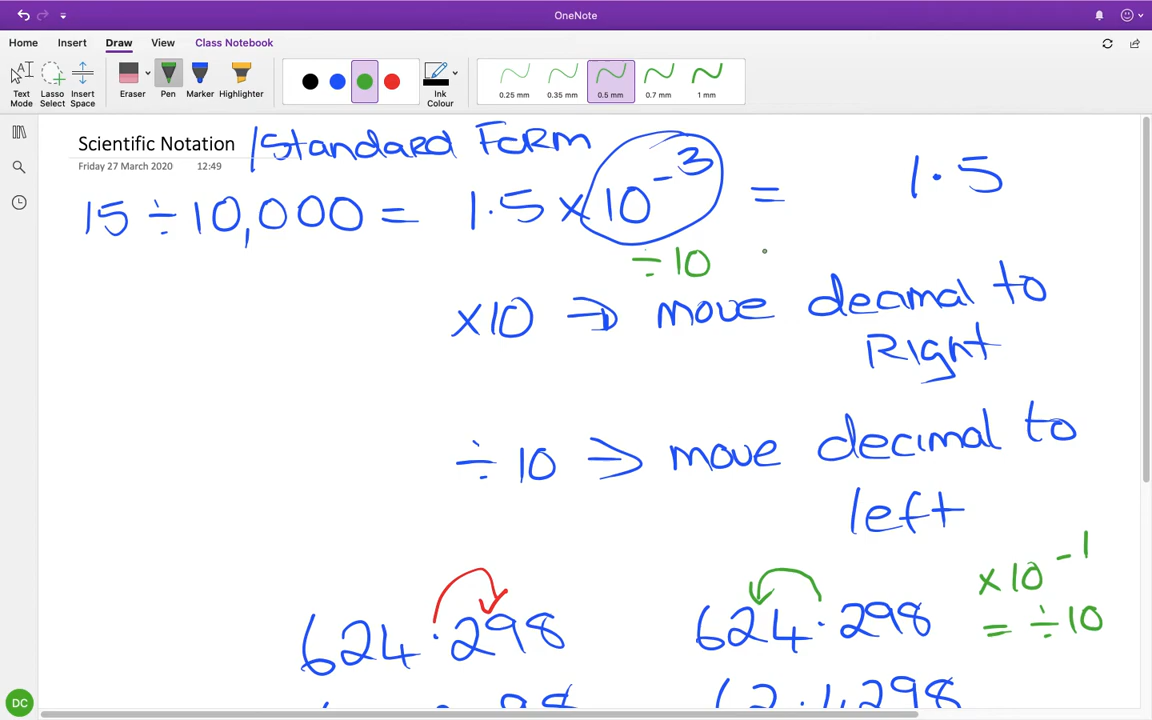 OneNote
Home Insert Draw View Class Notebook
Text Mode Lasso Select Insert Space Eraser Pen Marker Highlighter Ink Colour 0.25 mm 0.35 mm 0.5 mm 0.7 mm 1 mm
Scientific Notation /Standard Form
Friday 27 March 2020 12:49
15 ÷ 10,000 = 1.5 × 10⁻³ = 1.5
÷10
×10 ⇒ move decimal to
Right
÷ 10 ⇒ move decimal to
left
×10⁻¹
= ÷10
624.298 624.298
62.4298
DC